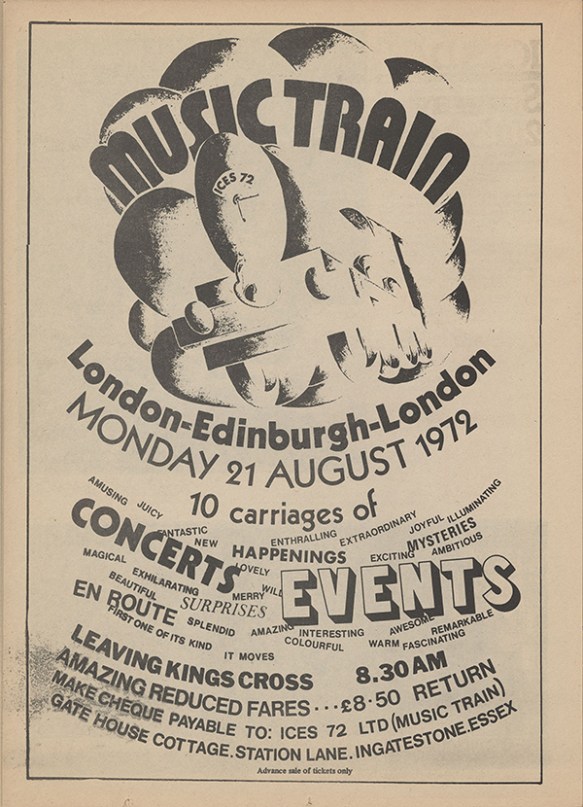 MUSIC TRAIN
ICES 72
London-Edinburgh-London
MONDAY 21 AUGUST 1972
10 carriages of
AMUSING JUICY
CONCERTS
FANTASTIC
NEW
ENTHRALLING EXTRAORDINARY
JOYFUL ILLUMINATING
HAPPENINGS
EXCITING
MYSTERIES
AMBITIOUS
MAGICAL
EXHILARATING
LOVELY
EVENTS
BEAUTIFUL
SURPRISES
MERRY
WILD
EN ROUTE
FIRST ONE OF ITS KIND
SPLENDID
AMAZING
INTERESTING
COLOURFUL
AWESOME
REMARKABLE
WARM FASCINATING
IT MOVES
LEAVING KINGS CROSS 8.30 AM
AMAZING REDUCED FARES ... £8·50 RETURN
MAKE CHEQUE PAYABLE TO: ICES 72 LTD (MUSIC TRAIN)
GATE HOUSE COTTAGE. STATION LANE. INGATESTONE. ESSEX
Advance sale of tickets only